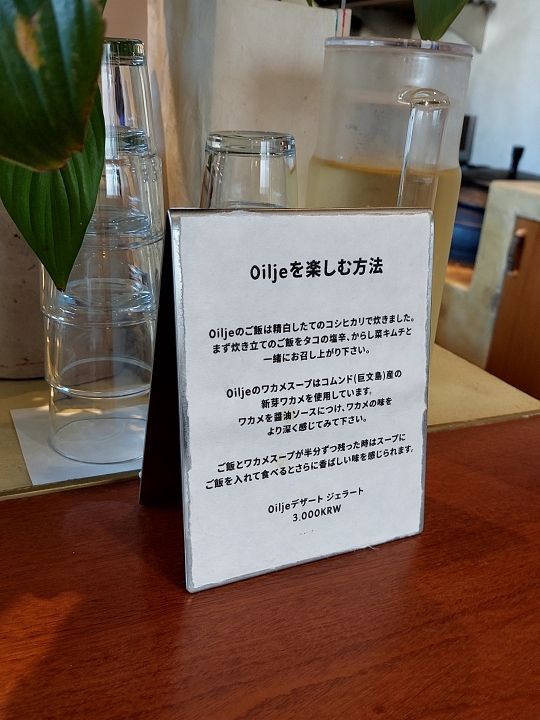 Oiljeを楽しむ方法
Oiljeのご飯は精白したてのコシヒカリで炊きました。
まず炊き立てのご飯をタコの塩辛、からし菜キムチと
一緒にお召し上がり下さい。
Oiljeのワカメスープはコムンド(巨文島)産の
新芽ワカメを使用しています。
ワカメを醤油ソースにつけ、ワカメの味を
より深く感じてみて下さい。
ご飯とワカメスープが半分ずつ残った時はスープに
ご飯を入れて食べるとさらに香ばしい味を感じられます。
Oiljeデザート ジェラート
3.000KRW